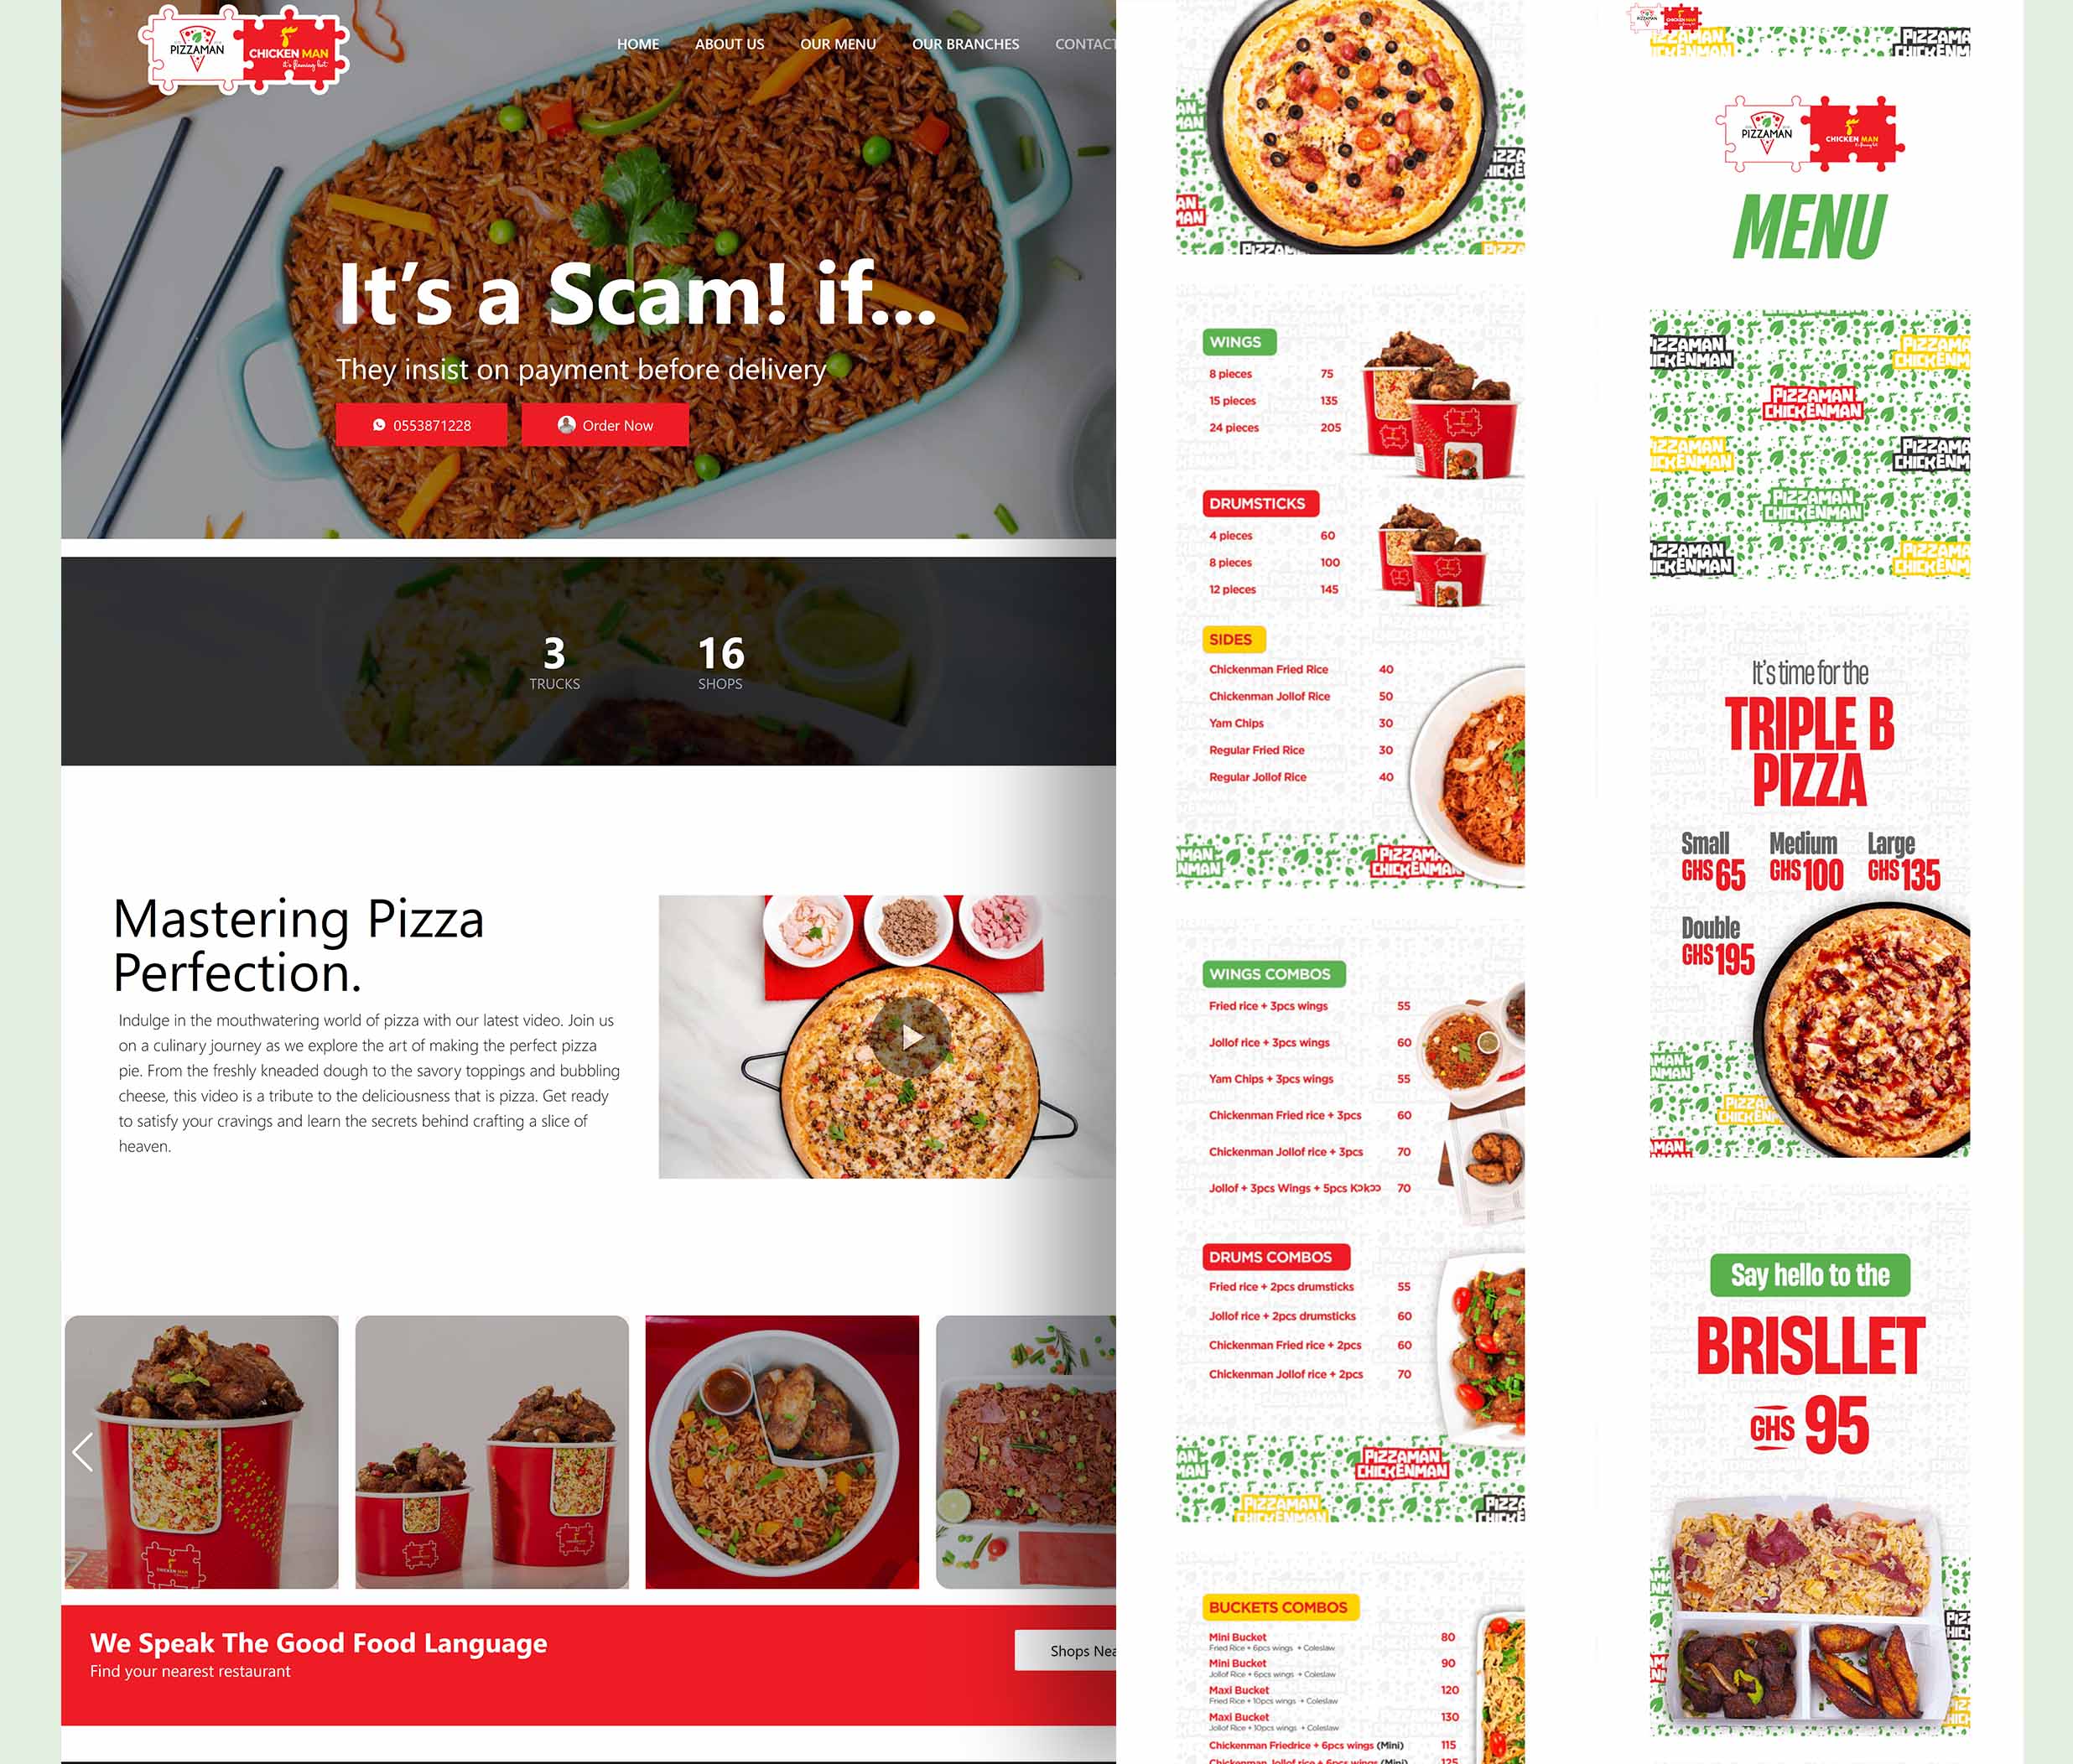 PIZZAMAN
CHICKEN MAN
it's flaming hot
HOME
ABOUT US
OUR MENU
OUR BRANCHES
CONTACT
It's a Scam! if...
They insist on payment before delivery
0553871228
Order Now
3
TRUCKS
16
SHOPS
Mastering Pizza
Perfection.
Indulge in the mouthwatering world of pizza with our latest video. Join us
on a culinary journey as we explore the art of making the perfect pizza
pie. From the freshly kneaded dough to the savory toppings and bubbling
cheese, this video is a tribute to the deliciousness that is pizza. Get ready
to satisfy your cravings and learn the secrets behind crafting a slice of
heaven.
We Speak The Good Food Language
Find your nearest restaurant
Shops Nea
WINGS
8 pieces 75
15 pieces 135
24 pieces 205
DRUMSTICKS
4 pieces 60
8 pieces 100
12 pieces 145
SIDES
Chickenman Fried Rice 40
Chickenman Jollof Rice 50
Yam Chips 30
Regular Fried Rice 30
Regular Jollof Rice 40
WINGS COMBOS
Fried rice + 3pcs wings 55
Jollof rice + 3pcs wings 60
Yam Chips + 3pcs wings 55
Chickenman Fried rice + 3pcs 60
Chickenman Jollof rice + 3pcs 70
Jollof + 3pcs Wings + 5pcs Kɔkɔɔ 70
DRUMS COMBOS
Fried rice + 2pcs drumsticks 55
Jollof rice + 2pcs drumsticks 60
Chickenman Fried rice + 2pcs 60
Chickenman Jollof rice + 2pcs 70
PIZZAMAN
CHICKENMAN
PIZZAMAN
CHICKENMAN
BUCKETS COMBOS
Mini Bucket 80
Fried Rice + 6pcs wings + Coleslaw
Mini Bucket 90
Jollof Rice + 6pcs wings + Coleslaw
Maxi Bucket 120
Fried Rice + 10pcs wings + Coleslaw
Maxi Bucket 130
Jollof Rice + 10pcs wings + Coleslaw
Chickenman Friedrice + 6pcs wings (Mini) 115
Chickenman Jollof rice + 6pcs wings (Mini) 125
PIZZAMAN
CHICKEN MAN
MENU
PIZZAMAN
CHICKENMAN
PIZZAMAN
CHICKENMAN
It's time for the
TRIPLE B
PIZZA
Small Medium Large
GHS 65 GHS 100 GHS 135
Double
GHS 195
Say hello to the
BRISLLET
GHS 95